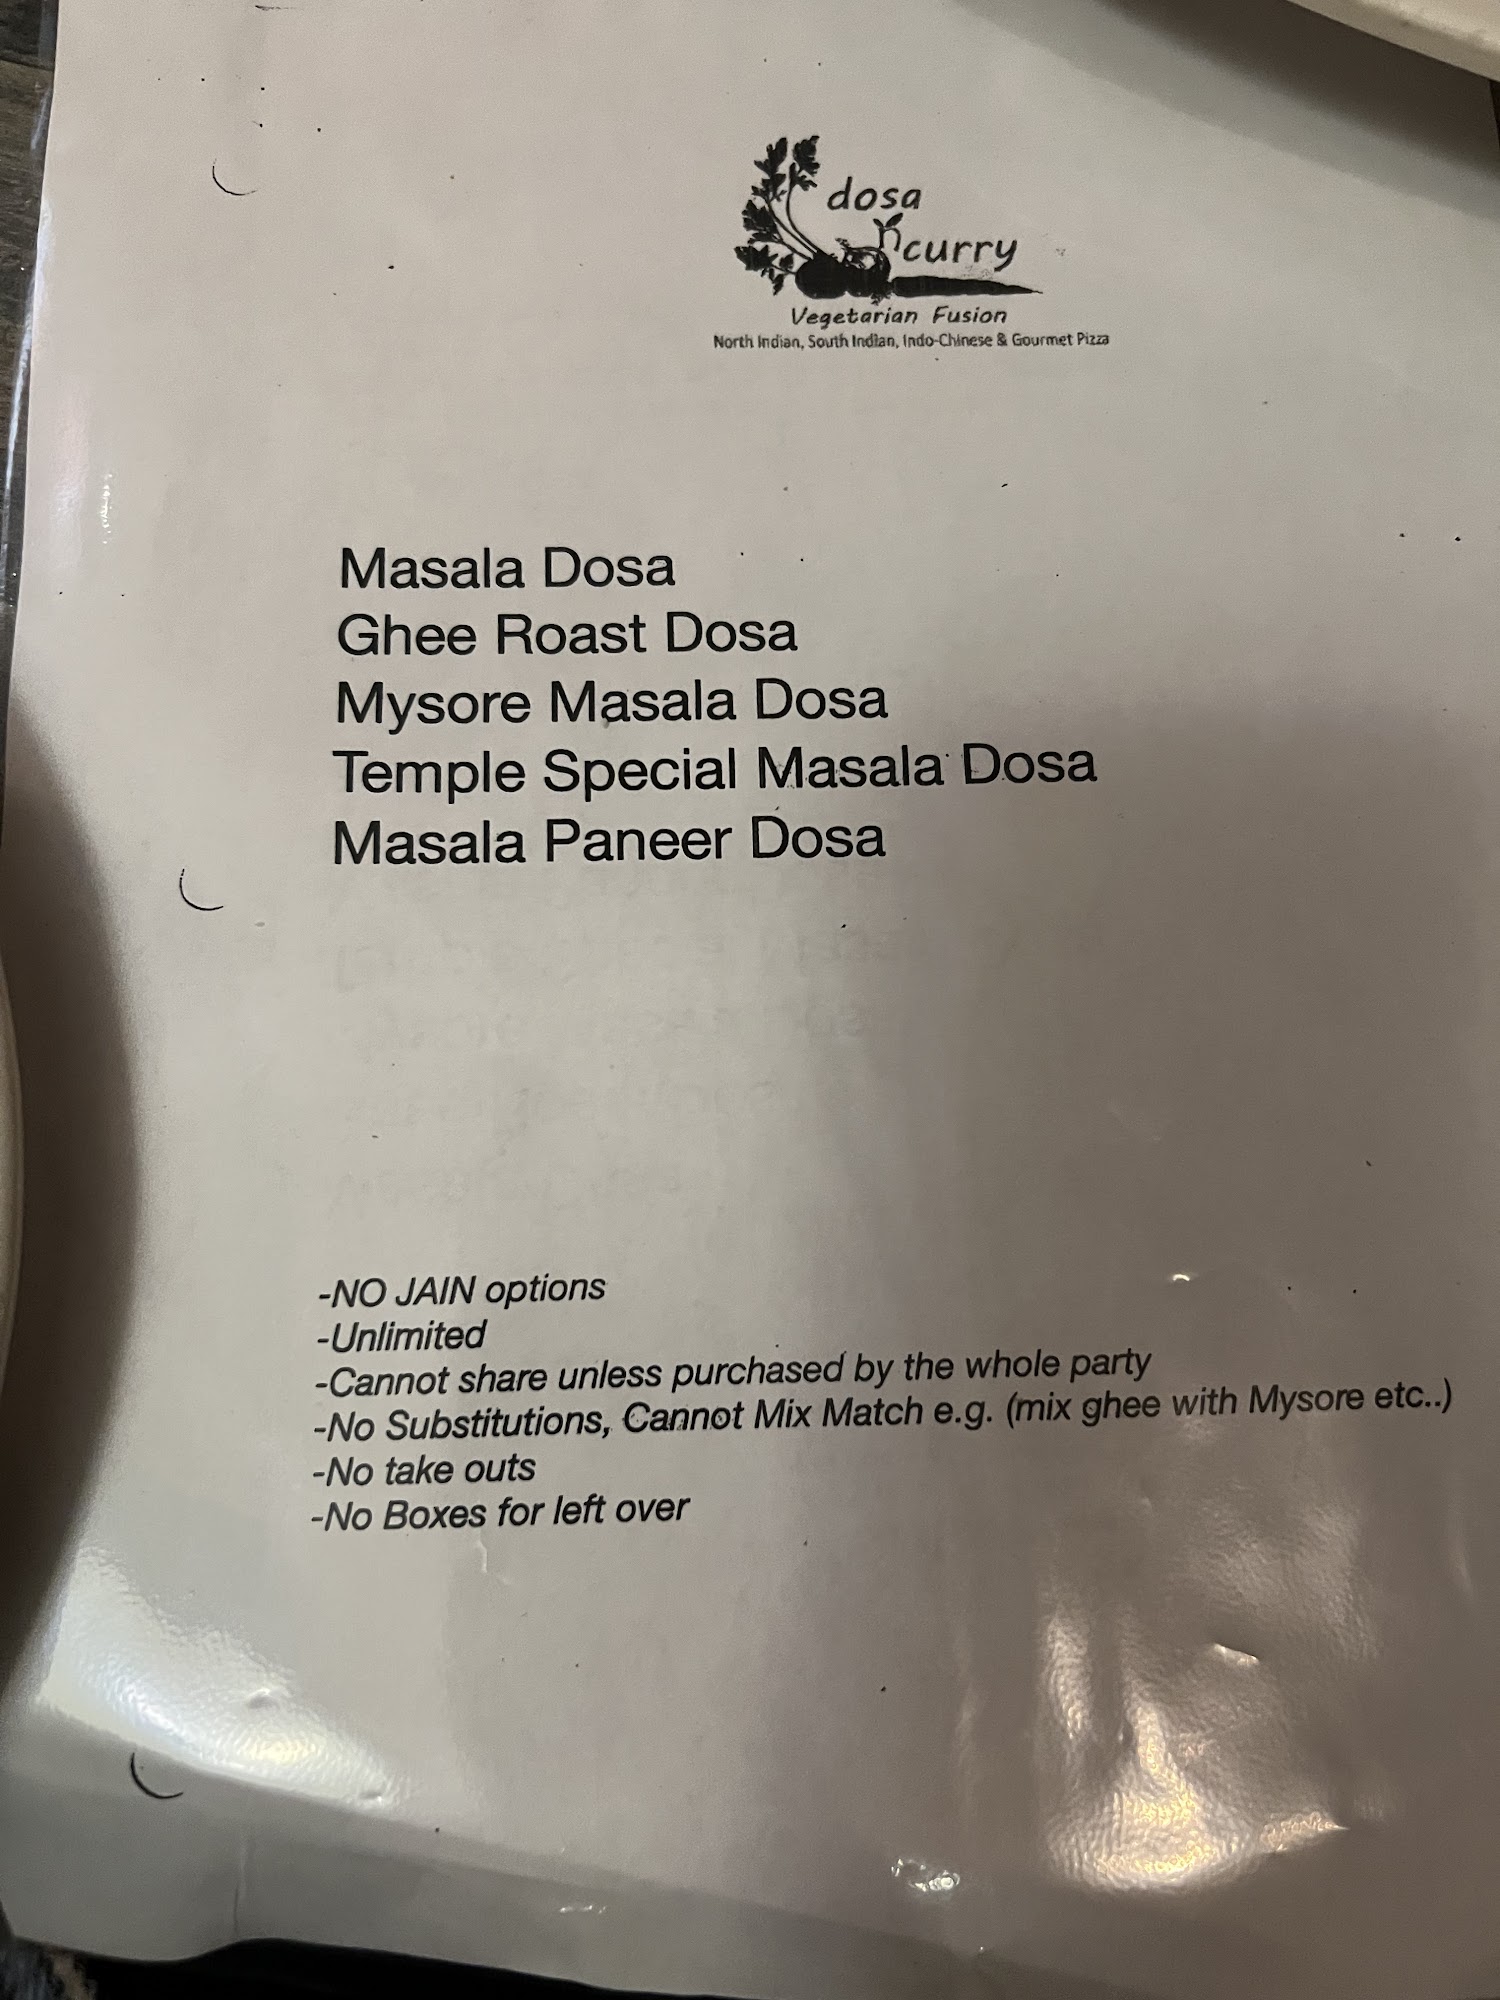 dosa
n curry
Vegetarian Fusion
North Indian, South Indian, Indo-Chinese & Gourmet Pizza
Masala Dosa
Ghee Roast Dosa
Mysore Masala Dosa
Temple Special Masala Dosa
Masala Paneer Dosa
-NO JAIN options
-Unlimited
-Cannot share unless purchased by the whole party
-No Substitutions, Cannot Mix Match e.g. (mix ghee with Mysore etc..)
-No take outs
-No Boxes for left over